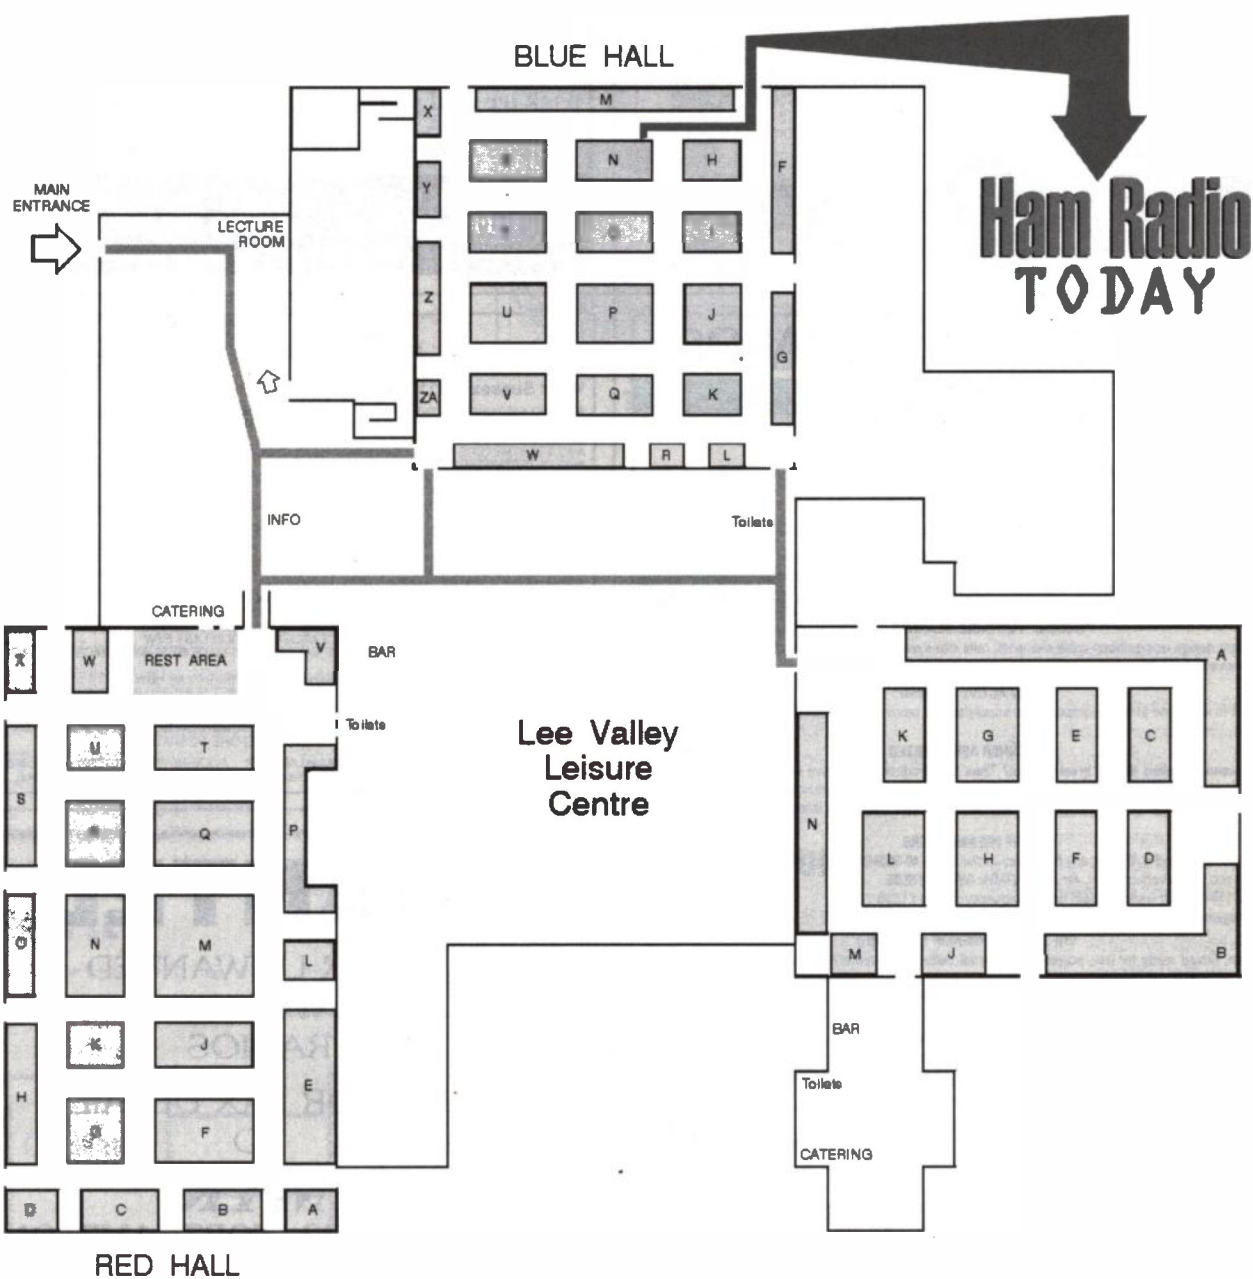 BLUE HALL
M
X
N
H
F
Y
Ham Radio
TODAY
MAIN
ENTRANCE
LECTURE
ROOM
Z
U
P
J
G
ZA
V
Q
K
W
R
L
INFO
Toilets
CATERING
X
W
REST AREA
V
BAR
A
Toilets
U
T
Lee Valley
Leisure
Centre
K
G
E
C
S
Q
P
N
L
H
F
D
O
N
M
L
M
J
B
K
J
BAR
H
E
Toilets
G
F
CATERING
D
C
B
A
RED HALL